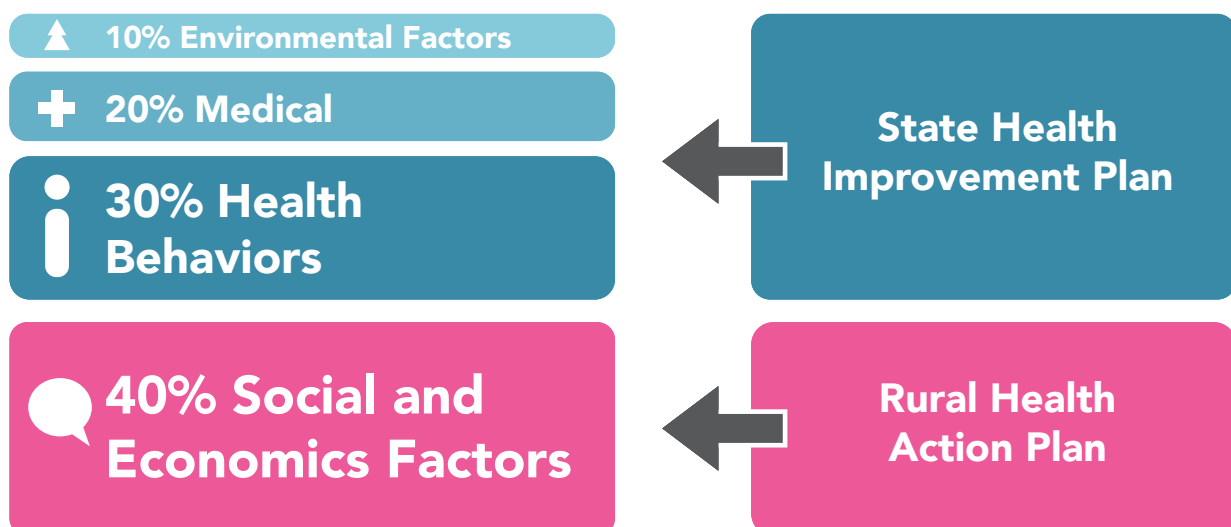 10% Environmental Factors
20% Medical
30% Health
Behaviors
40% Social and
Economics Factors
State Health
Improvement Plan
Rural Health
Action Plan